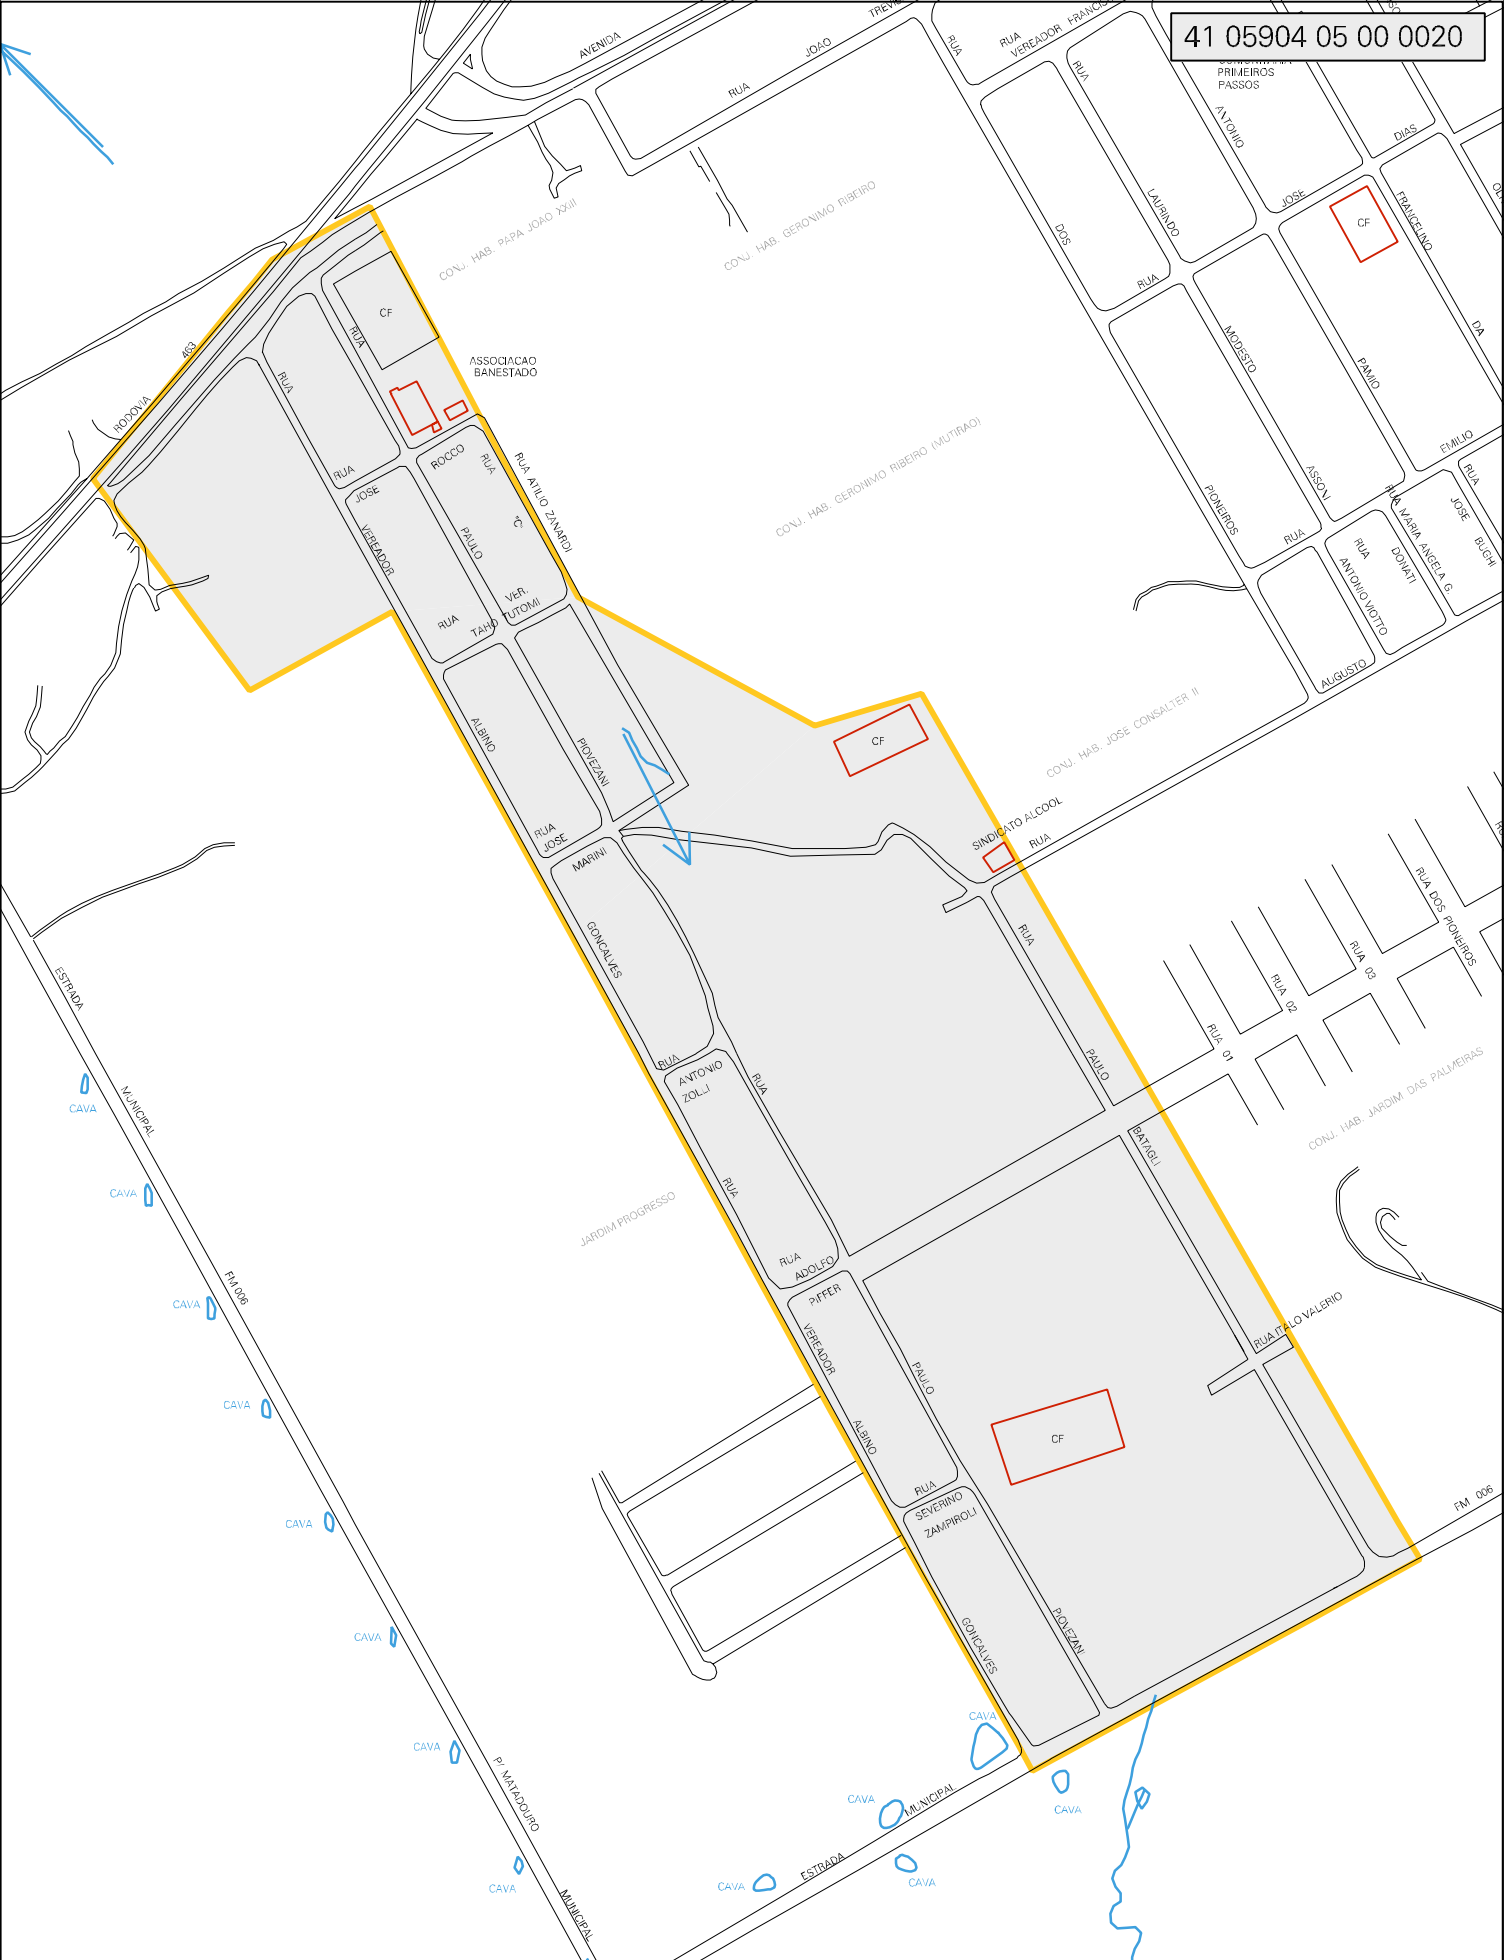 41 05904 05 00 0020
AVENIDA
RUA
JOAO
RUA
RUA
VEREADOR
RUA
PRIMEIROS
PASSOS
ANTONIO
DIAS
CONJ. HAB. PAPA JOAO XXIII
CONJ. HAB. GERONIMO RIBEIRO
DOS
LAURINDO
JOSE
CF
FRANCELINO
RUA
DA
CF
RUA
463
RODOVIA
RUA
ASSOCIACAO
BANESTADO
MODESTO
PAMIO
CONJ. HAB. GERONIMO RIBEIRO (MUTIRAO)
EMILIO
RUA
ROCCO
RUA
JOSE
RUA ATILIO ZANARDI
PIONEIROS
ASSONI
RUA MARIA ANGELA G.
RUA
JOSE
BUGHI
VEREADOR
PAULO
"C"
RUA
RUA
ANTONIO VIOTTO
DONATI
VER.
TAHO TUTOMI
RUA
AUGUSTO
CONJ. HAB. JOSE CONSALTER II
ALBINO
PIOVEZANI
CF
RUA
JOSE
MARINI
SINDICATO ALCOOL
RUA
GONCALVES
RUA
RUA DOS PIONEIROS
RUA 03
RUA 02
RUA 01
ESTRADA
MUNICIPAL
CAVA
RUA
ANTONIO
ZOLLI
RUA
PAULO
BATAGLI
CONJ. HAB. JARDIM DAS PALMEIRAS
CAVA
RUA
JARDIM PROGRESSO
FM 006
CAVA
RUA
ADOLFO
PIFFER
RUA ITALO VALERIO
VEREADOR
PAULO
CAVA
ALBINO
CF
RUA
SEVERINO
ZAMPIROLI
FM 006
CAVA
CAVA
GONCALVES
PIOVEZANI
CAVA
CAVA
P/ MATADOURO
CAVA
MUNICIPAL
CAVA
ESTRADA
CAVA
CAVA
CAVA
MUNICIPAL